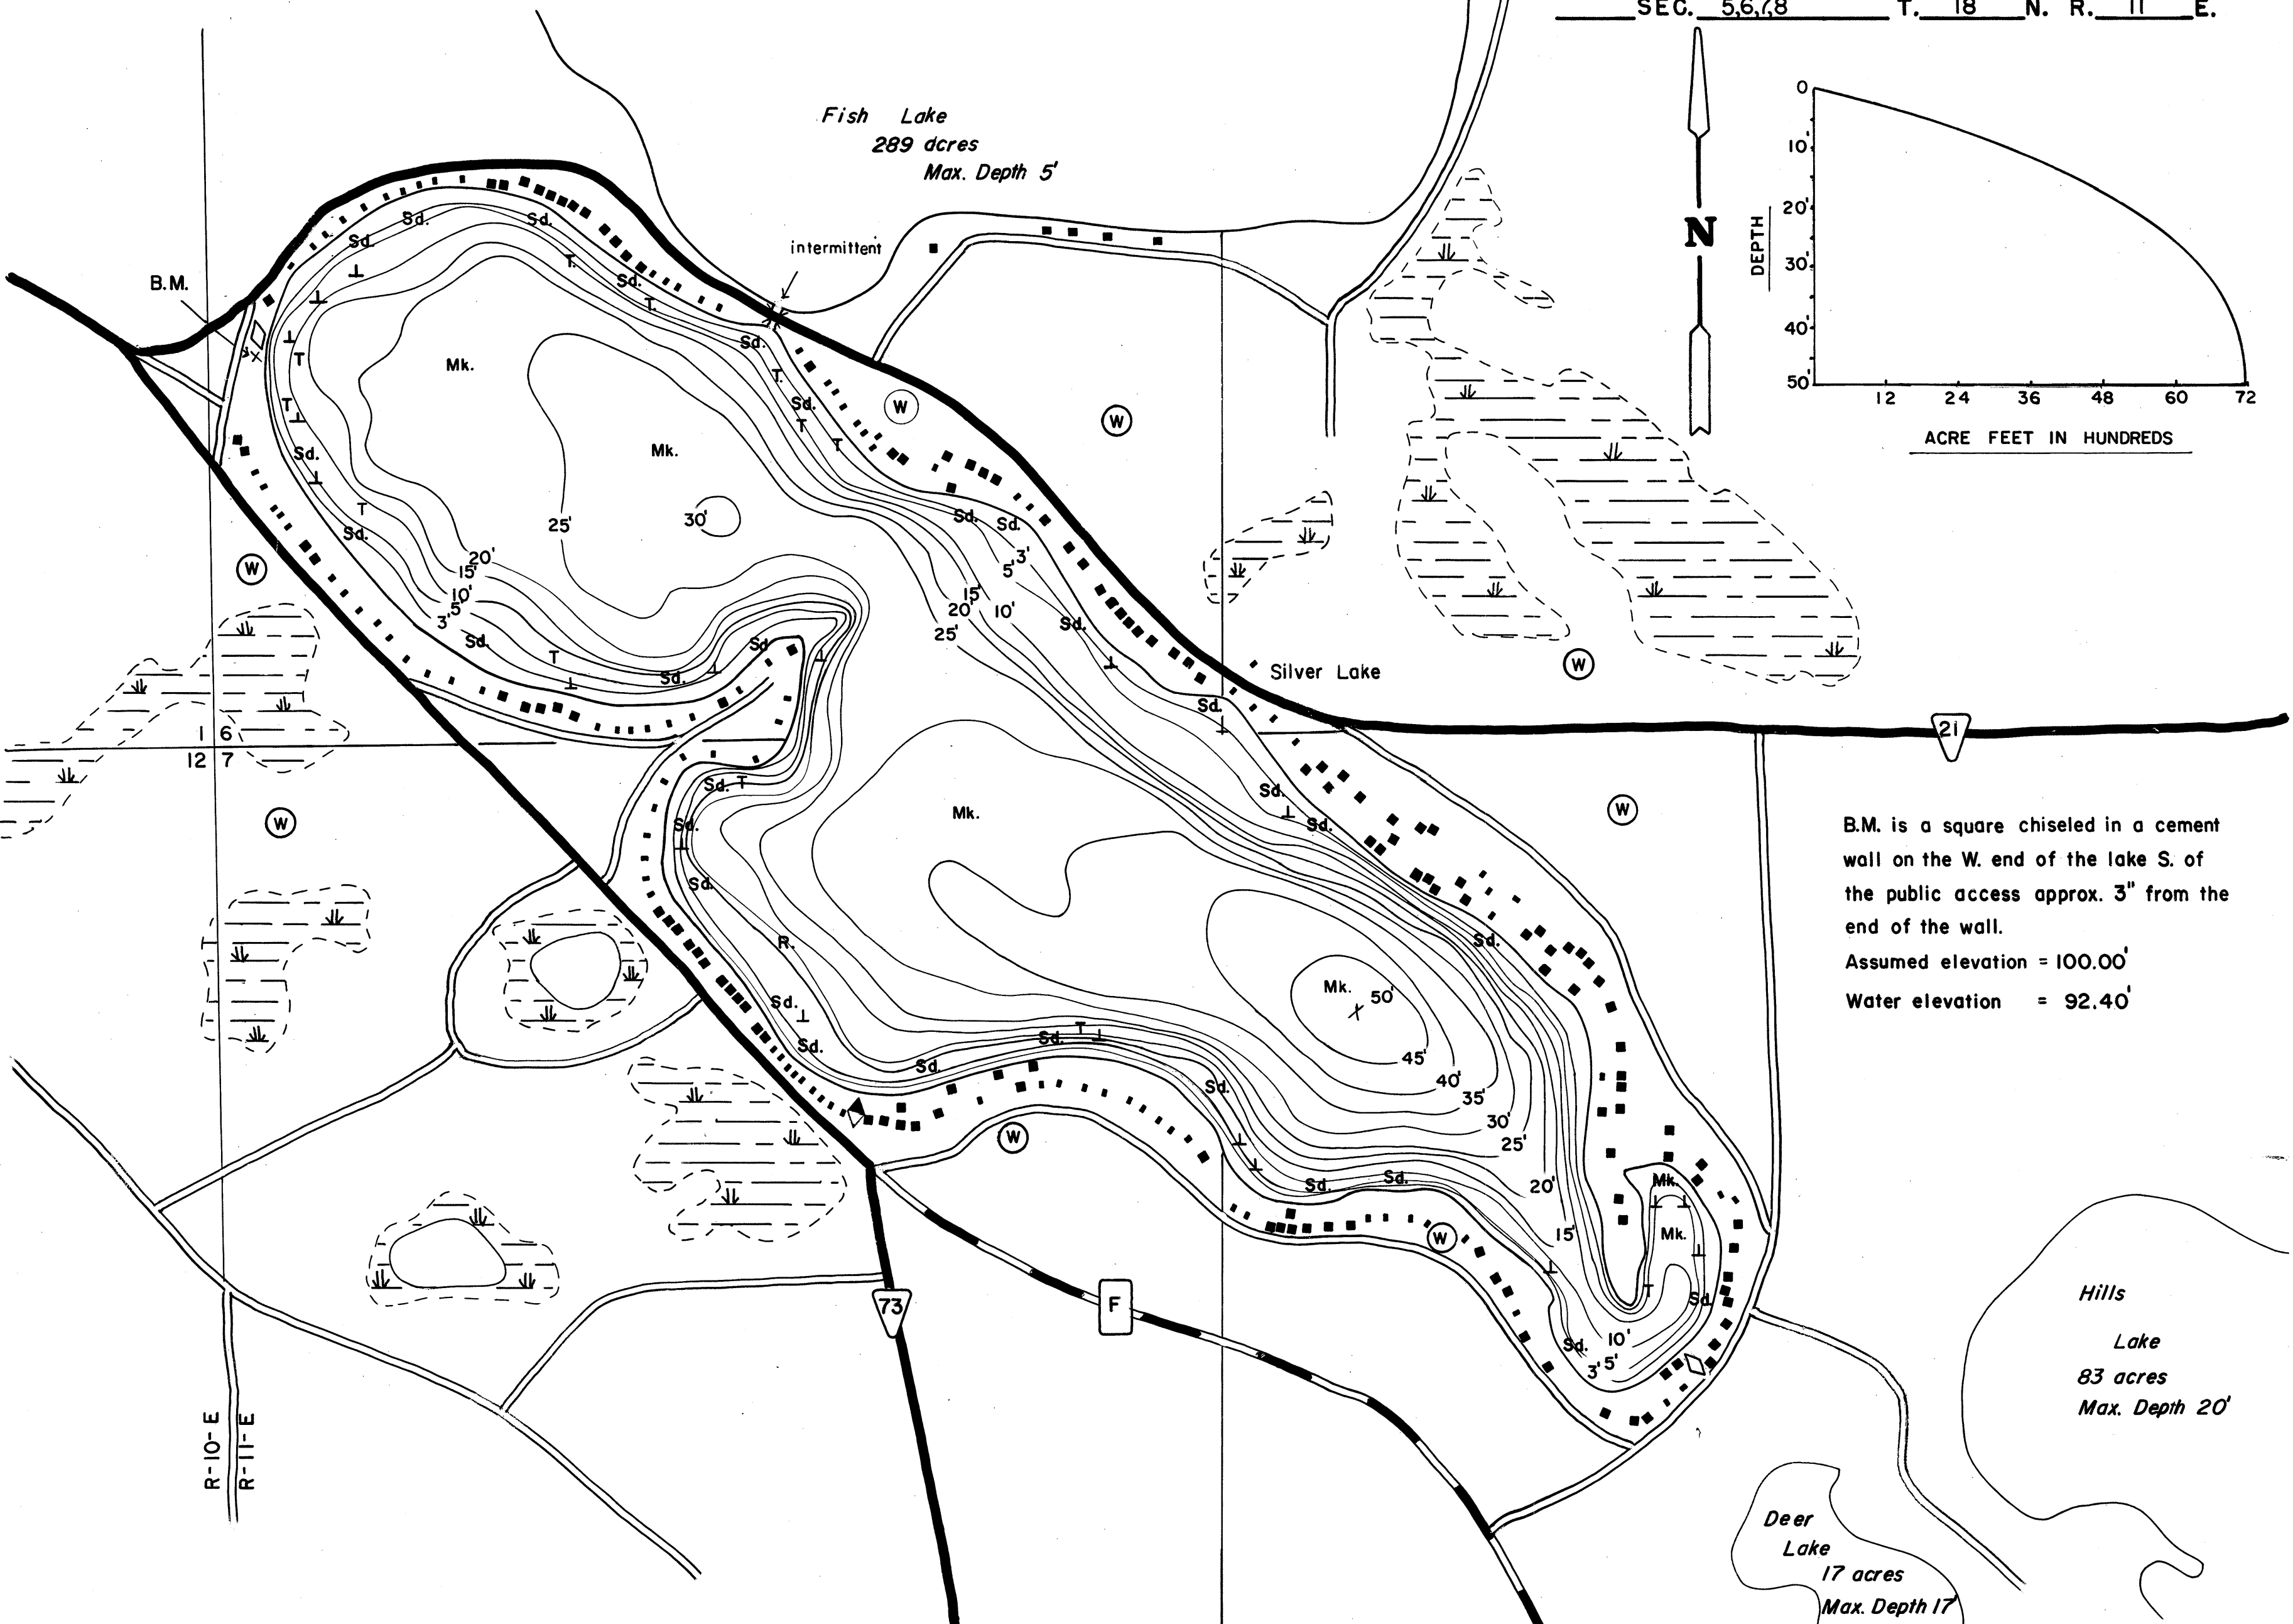 SEC. 5,6,7,8 T. 18 N. R. 11 E.
Fish Lake
289 acres
Max. Depth 5'
intermittent
B.M.
N
DEPTH
0
10'
20'
30'
40'
50'
12 24 36 48 60 72
ACRE FEET IN HUNDREDS
Sd.
Sd.
Sd.
T.
Sd.
T.
Sd.
T
Mk.
T.
T
Sd.
T
T
W
W
Sd.
Mk.
T
Sd.
25'
30'
Sd.
Sd.
20'
15'
10'
5'
3'
W
3'
5'
15'
20'
10'
25'
Sd.
Sd.
T
Sd.
Sd.
W
Silver Lake
Sd.
21
1 6
12 7
W
Sd. T
Sd.
Sd.
Mk.
Sd.
Sd.
W
B.M. is a square chiseled in a cement
wall on the W. end of the lake S. of
the public access approx. 3" from the
end of the wall.
Assumed elevation = 100.00'
Water elevation = 92.40'
R.
Sd.
Sd.
Mk.
50'
Sd.
Sd.
T
Sd.
Sd.
45'
40'
35'
30'
25'
20'
15'
Sd.
W
Sd.
Sd.
W
Mk.
Mk.
T
Sd.
10'
Sd.
5'
3'
73
F
Hills
Lake
83 acres
Max. Depth 20'
R-10-E
R-11-E
Deer
Lake
17 acres
Max. Depth 17'